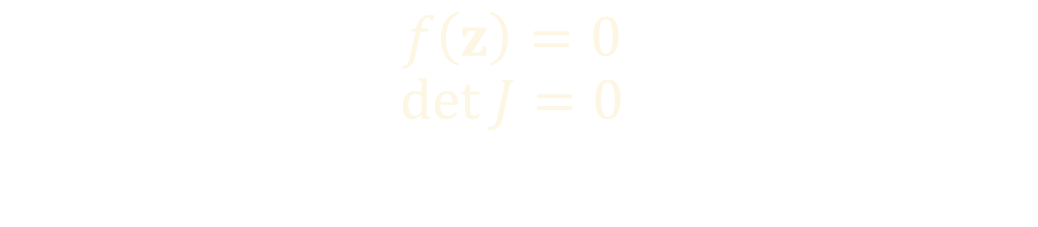 f(𝐳) = 0
det J = 0